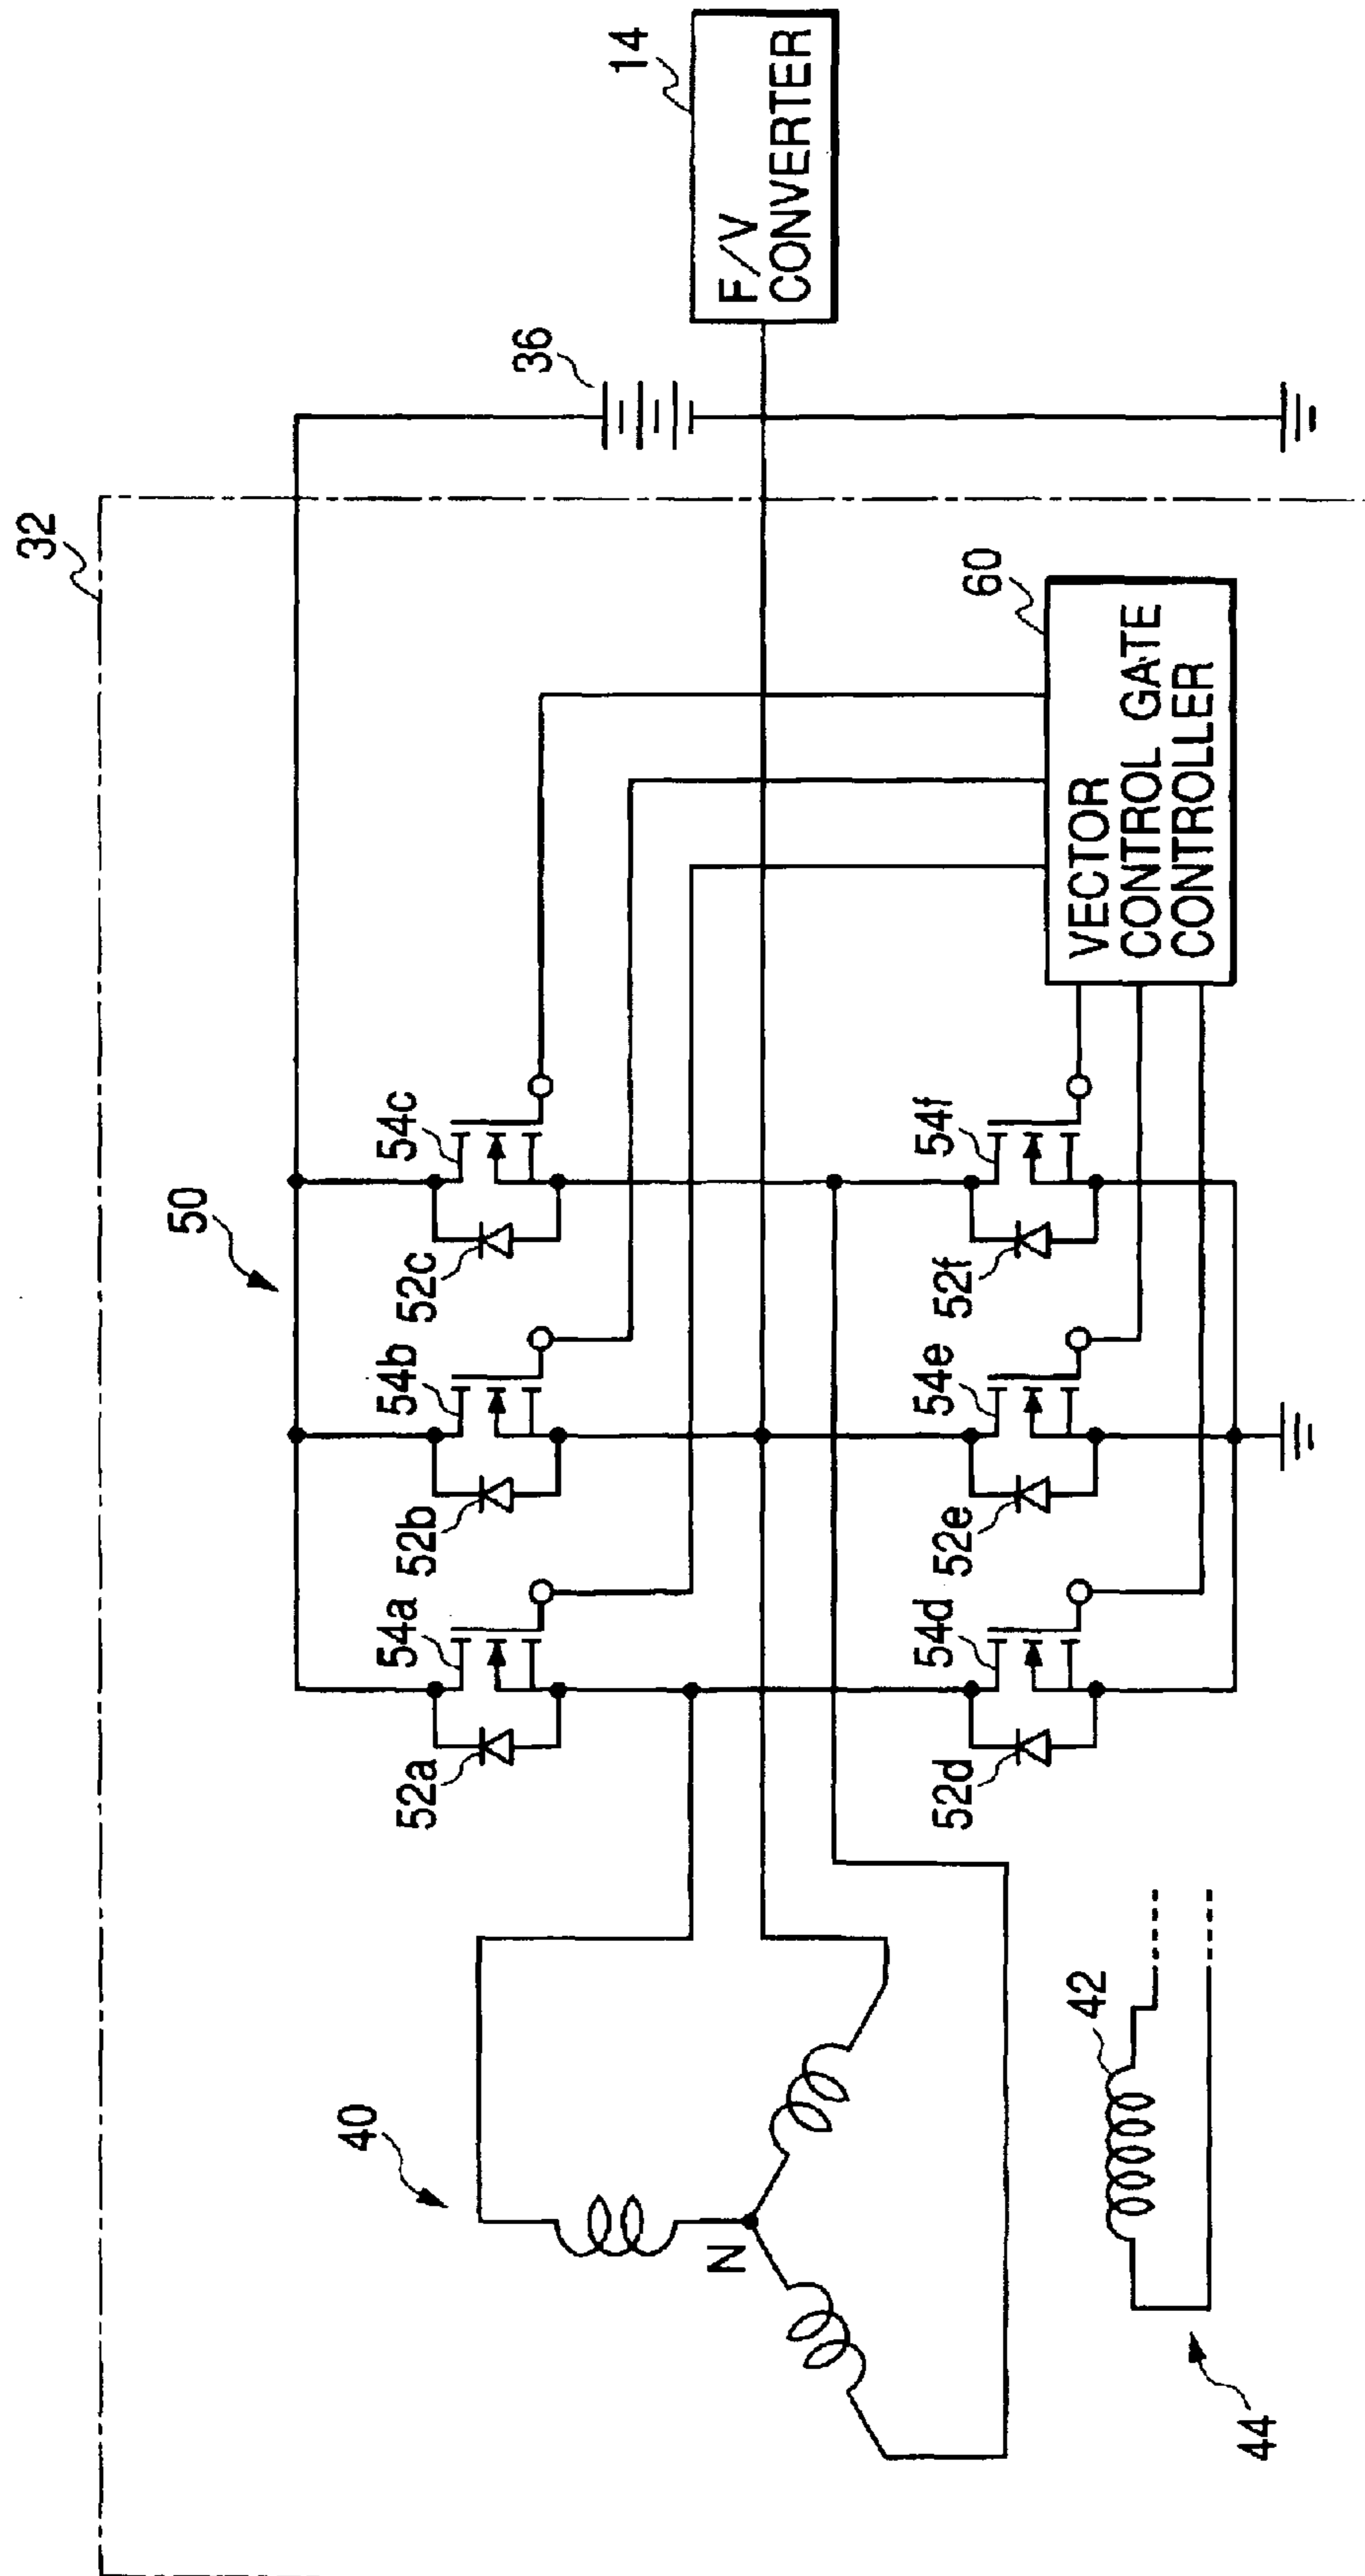 32
50
36
14
F/V
CONVERTER
40
N
54a
54b
54c
52a
52b
52c
60
VECTOR
CONTROL GATE
CONTROLLER
54d
54e
54f
52d
52e
52f
42
44